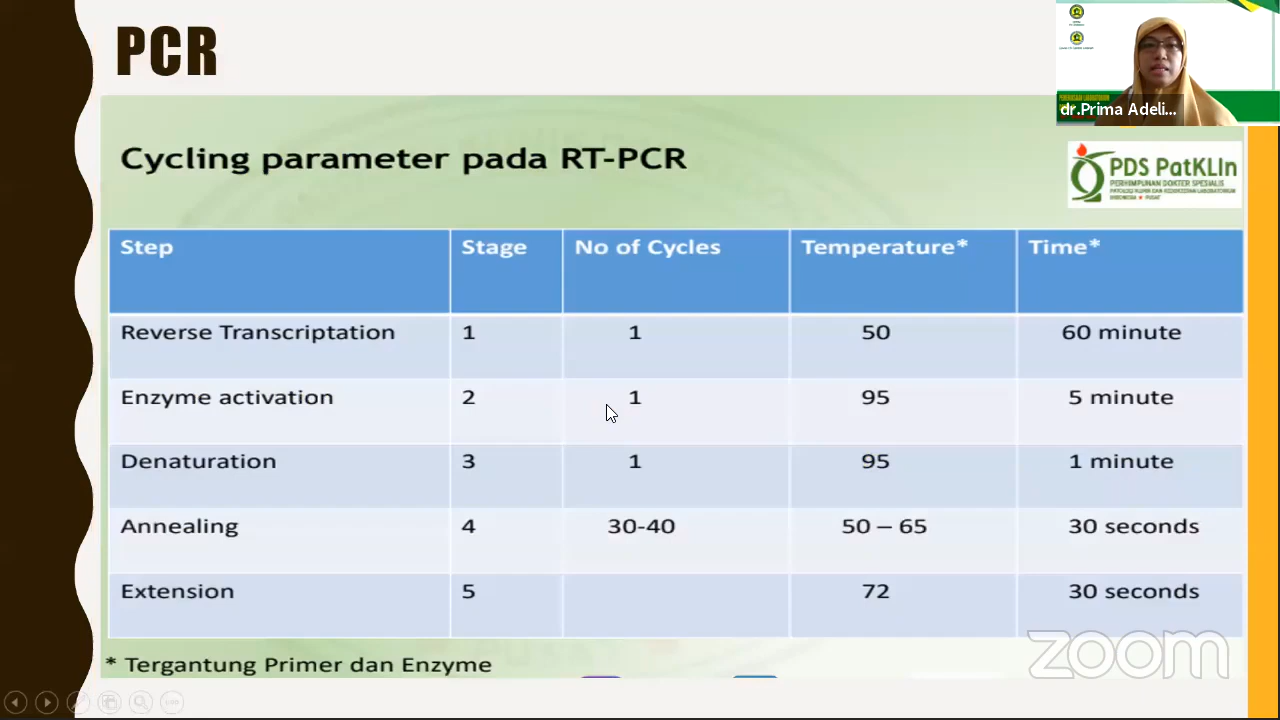 PCR
dr.Prima Adeli...
Cycling parameter pada RT-PCR
PDS PatKLIn
PERHIMPUNAN DOKTER SPESIALIS
PATOLOGI KLINIK DAN KEDOKTERAN LABORATORIUM
INDONESIA PUSAT
Step Stage No of Cycles Temperature* Time*
Reverse Transcriptation 1 1 50 60 minute
Enzyme activation 2 1 95 5 minute
Denaturation 3 1 95 1 minute
Annealing 4 30-40 50 – 65 30 seconds
Extension 5 72 30 seconds
* Tergantung Primer dan Enzyme
zoom